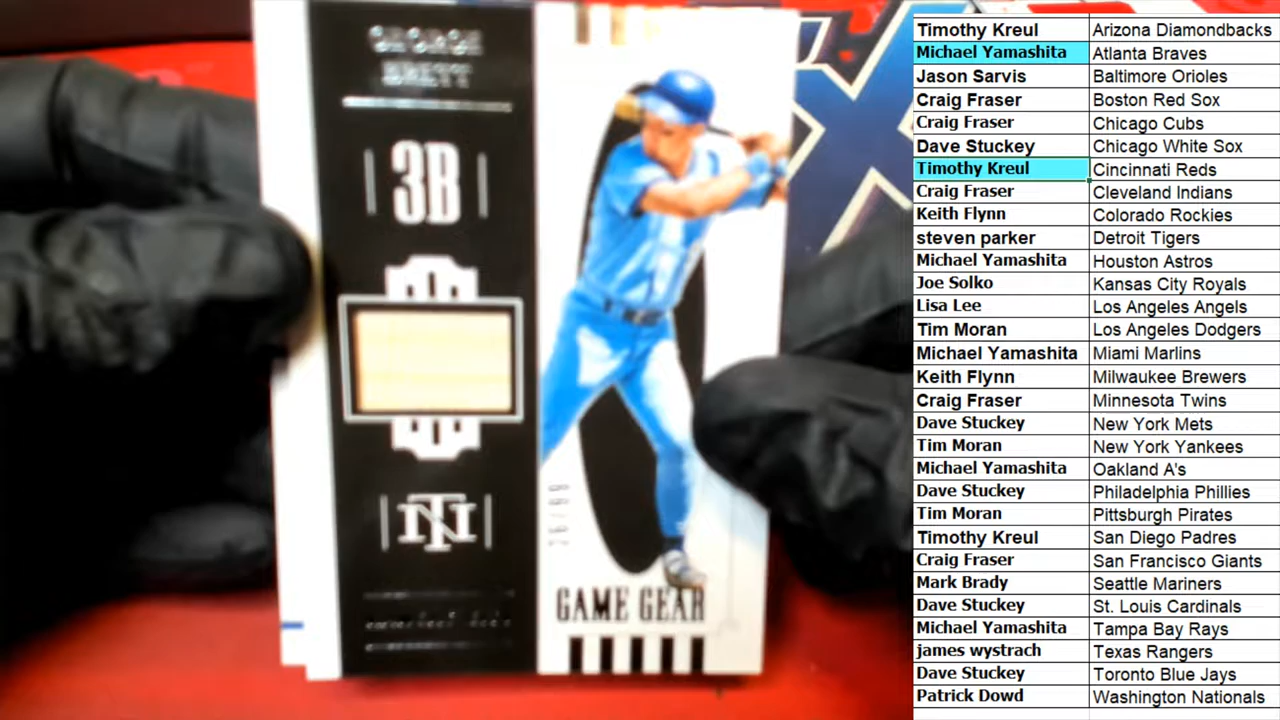 GEORGE
BRETT
3B
NT
GAME GEAR
Timothy Kreul Arizona Diamondbacks
Michael Yamashita Atlanta Braves
Jason Sarvis Baltimore Orioles
Craig Fraser Boston Red Sox
Craig Fraser Chicago Cubs
Dave Stuckey Chicago White Sox
Timothy Kreul Cincinnati Reds
Craig Fraser Cleveland Indians
Keith Flynn Colorado Rockies
steven parker Detroit Tigers
Michael Yamashita Houston Astros
Joe Solko Kansas City Royals
Lisa Lee Los Angeles Angels
Tim Moran Los Angeles Dodgers
Michael Yamashita Miami Marlins
Keith Flynn Milwaukee Brewers
Craig Fraser Minnesota Twins
Dave Stuckey New York Mets
Tim Moran New York Yankees
Michael Yamashita Oakland A's
Dave Stuckey Philadelphia Phillies
Tim Moran Pittsburgh Pirates
Timothy Kreul San Diego Padres
Craig Fraser San Francisco Giants
Mark Brady Seattle Mariners
Dave Stuckey St. Louis Cardinals
Michael Yamashita Tampa Bay Rays
james wystrach Texas Rangers
Dave Stuckey Toronto Blue Jays
Patrick Dowd Washington Nationals